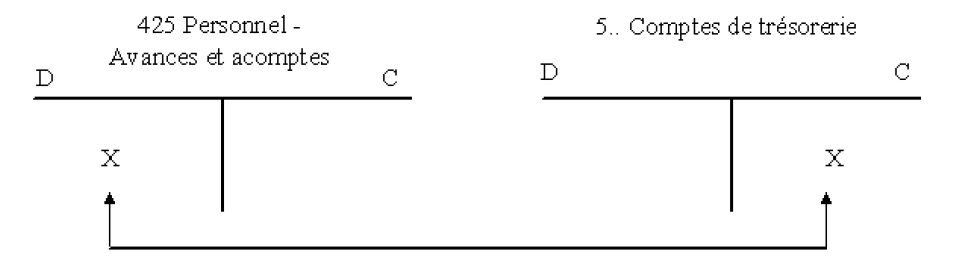 425 Personnel -
Avances et acomptes
D C
X
5.. Comptes de trésorerie
D C
X